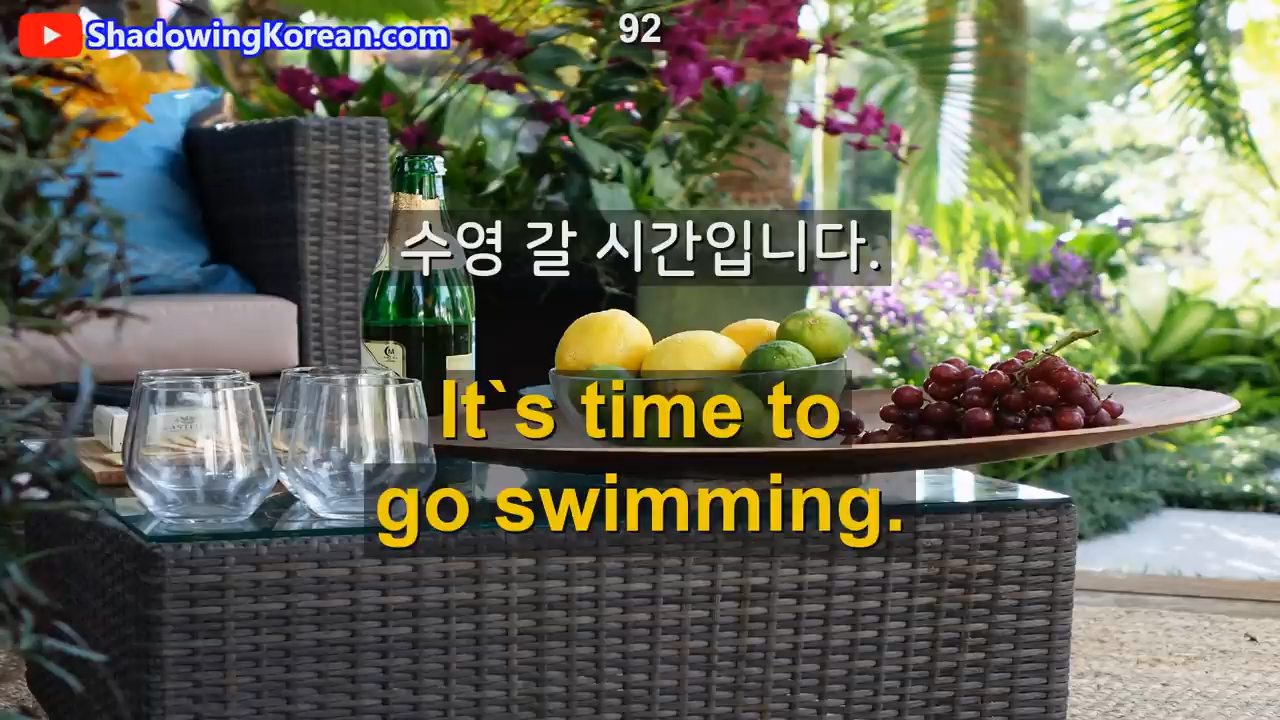 ShadowingKorean.com
92
수영 갈 시간입니다.
It`s time to
go swimming.